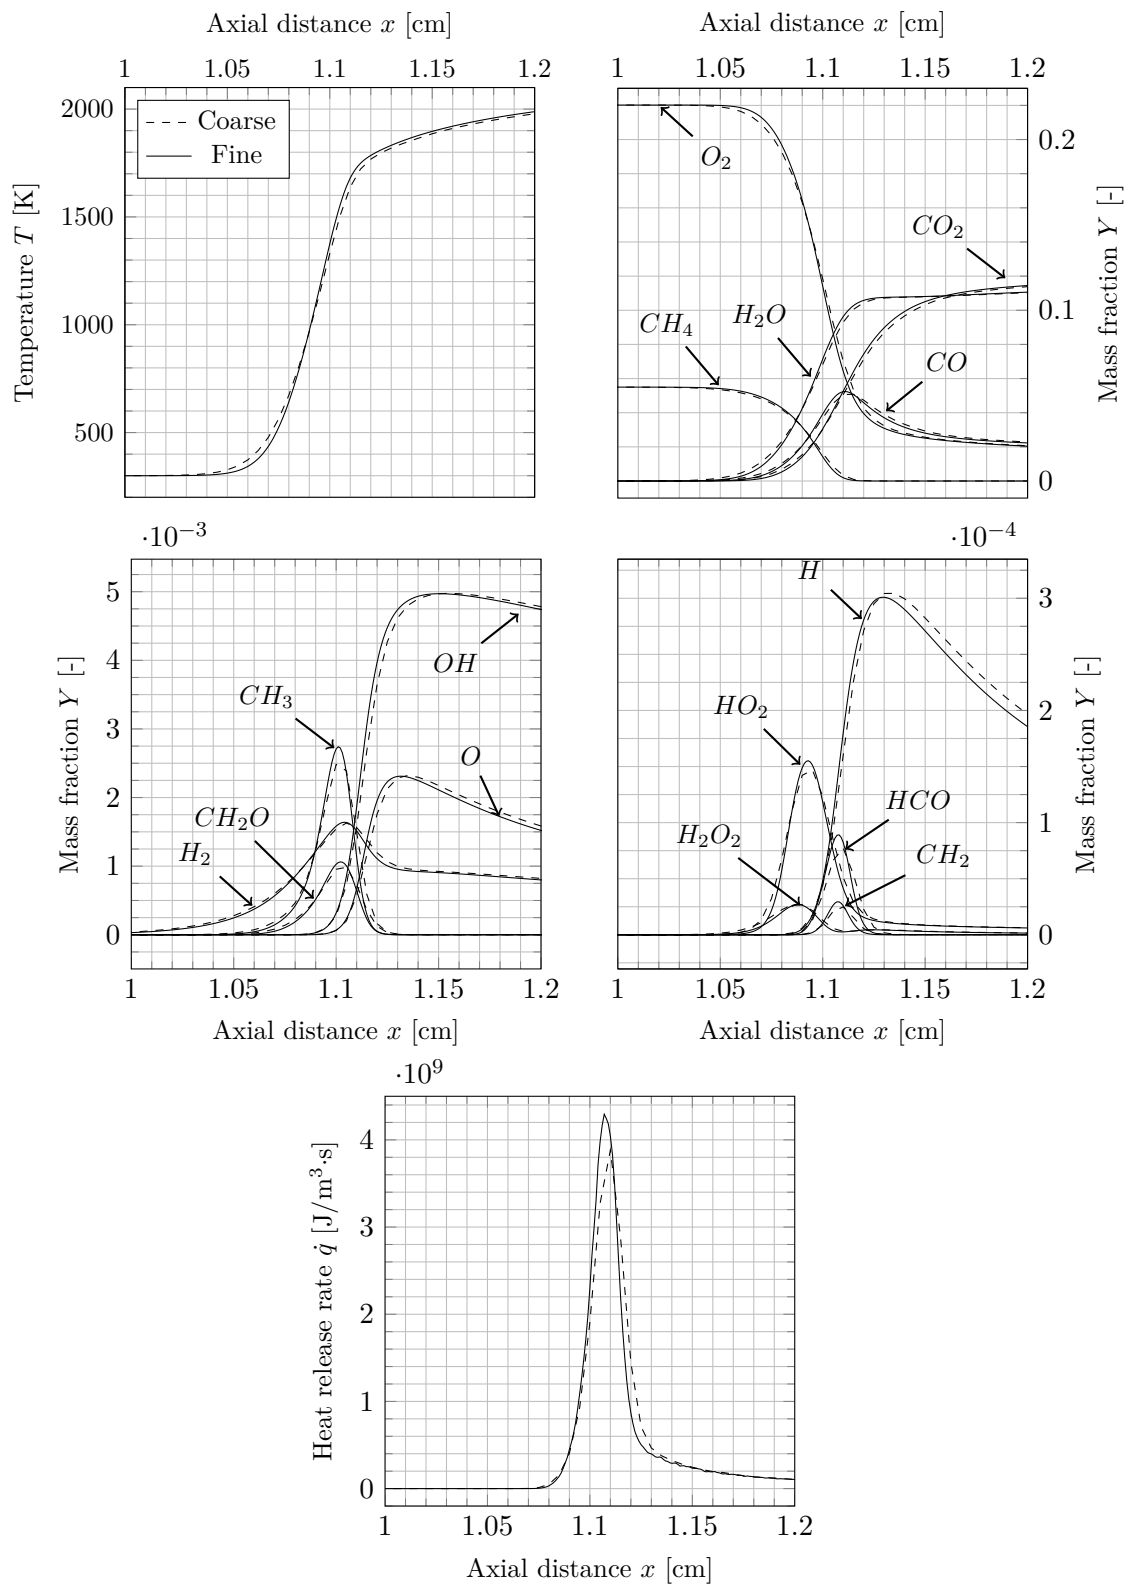 Axial distance x [cm]
1 1.05 1.1 1.15 1.2
2000
1500
1000
500
Temperature T [K]
Coarse
Fine
Axial distance x [cm]
1 1.05 1.1 1.15 1.2
O₂
CO₂
CH₄
H₂O
CO
0.2
0.1
0
Mass fraction Y [-]
·10⁻³
5
4
3
2
1
0
Mass fraction Y [-]
OH
CH₃
O
CH₂O
H₂
1 1.05 1.1 1.15 1.2
Axial distance x [cm]
·10⁻⁴
H
HO₂
HCO
H₂O₂
CH₂
3
2
1
0
Mass fraction Y [-]
1 1.05 1.1 1.15 1.2
Axial distance x [cm]
·10⁹
4
3
2
1
0
Heat release rate q̇ [J/m³·s]
1 1.05 1.1 1.15 1.2
Axial distance x [cm]